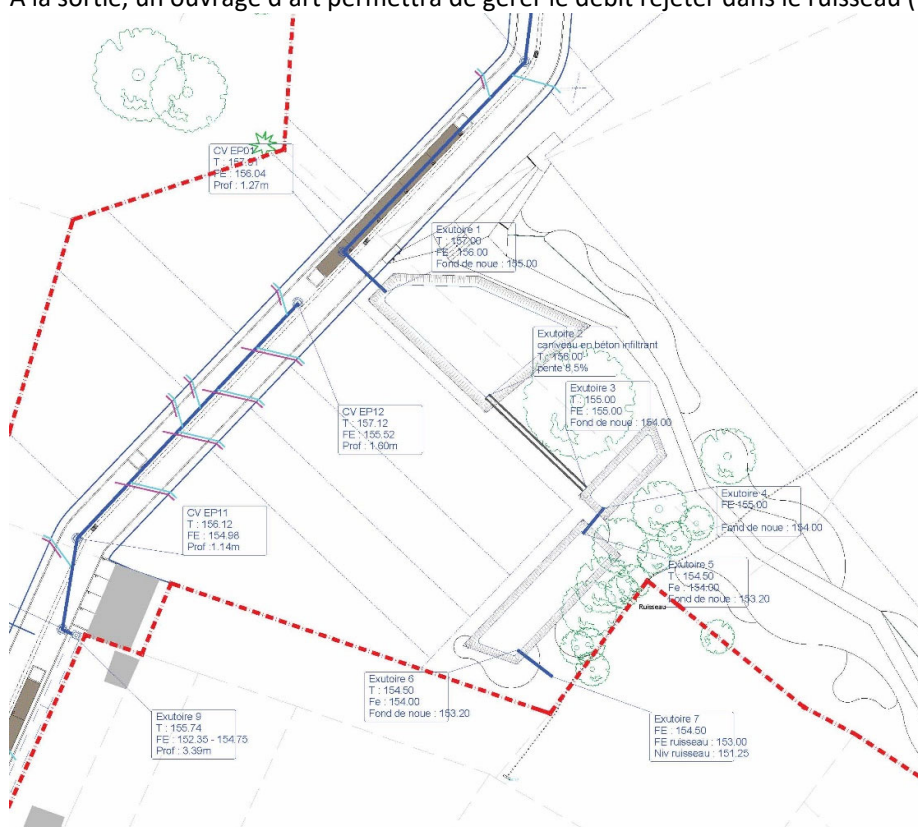 A la sortie, un ouvrage d'art permettra de gérer le débit rejeter dans le ruisseau (
CV EP01
T : 157.31
FE : 156.04
Prof : 1.27m
Exutoire 1
T : 157.00
FE : 156.00
Fond de noue : 155.00
Exutoire 2
caniveau en béton infiltrant
T : 156.00
pente 8,5%
Exutoire 3
T : 155.00
FE : 155.00
Fond de noue : 154.00
CV EP12
T : 157.12
FE : 155.52
Prof : 1.60m
Exutoire 4
FE 155.00
Fond de noue : 154.00
CV EP11
T : 156.12
FE : 154.98
Prof : 1.14m
Exutoire 5
T : 154.50
Fe : 154.00
Fond de noue : 153.20
Ruisseau
Exutoire 6
T : 154.50
Fe : 154.00
Fond de noue : 153.20
Exutoire 9
T : 155.74
FE : 152.35 - 154.75
Prof : 3.39m
Exutoire 7
FE : 154.50
FE ruisseau : 153.00
Niv ruisseau : 151.25